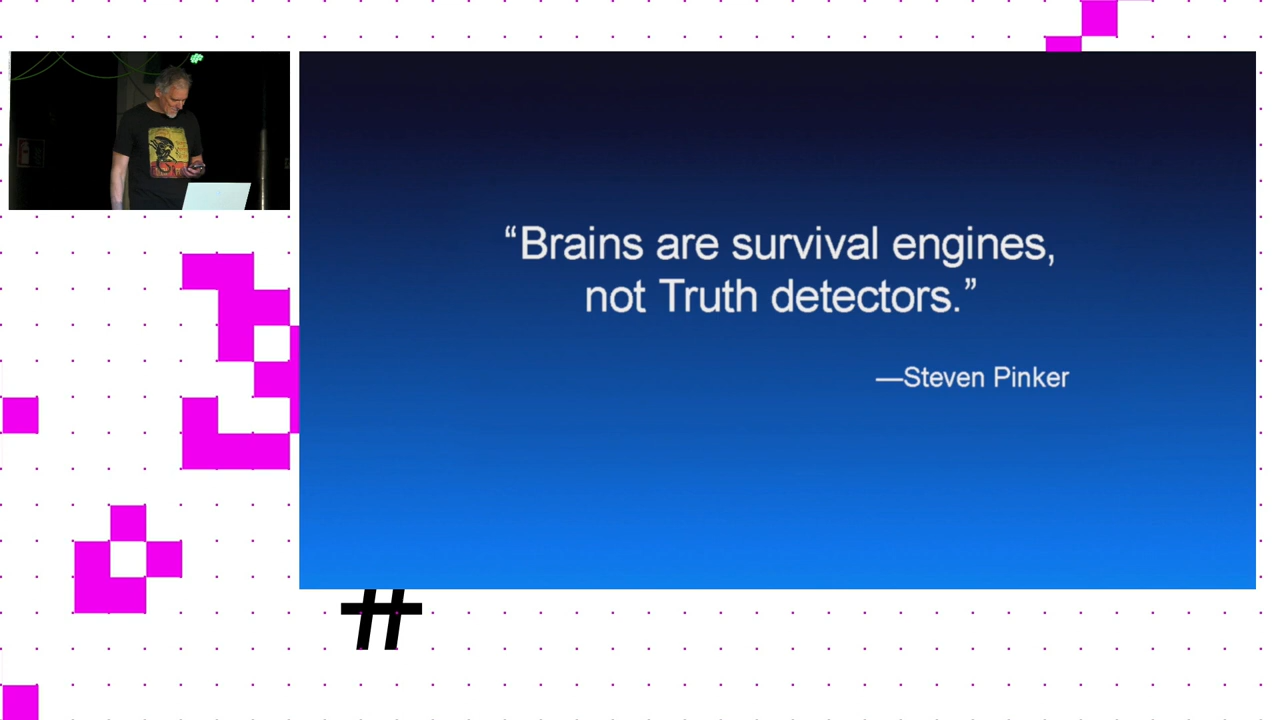 “Brains are survival engines,
not Truth detectors.”
—Steven Pinker
#